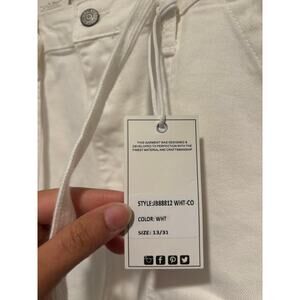 THIS GARMENT WAS DESIGNED &
DEVELOPED TO PERFECTION WITH THE
FINEST MATERIAL AND CRAFTSMANSHIP
STYLE:JB88812 WHT-CO
COLOR: WHT
SIZE: 13/31